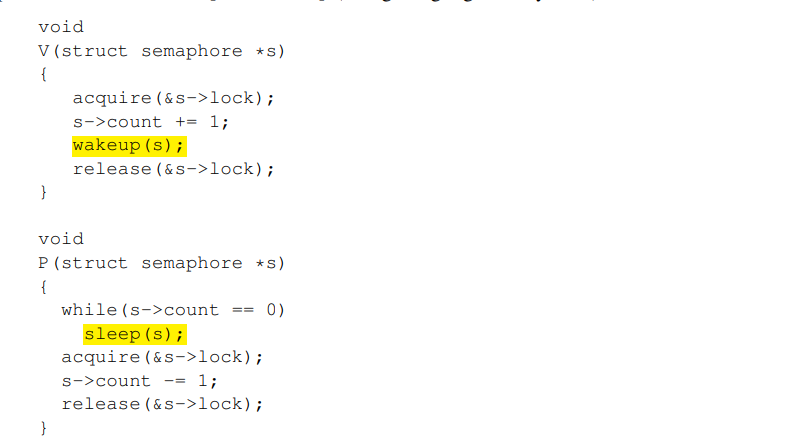 void
V(struct semaphore *s)
{
acquire(&s->lock);
s->count += 1;
wakeup(s);
release(&s->lock);
}
void
P(struct semaphore *s)
{
while(s->count == 0)
sleep(s);
acquire(&s->lock);
s->count -= 1;
release(&s->lock);
}